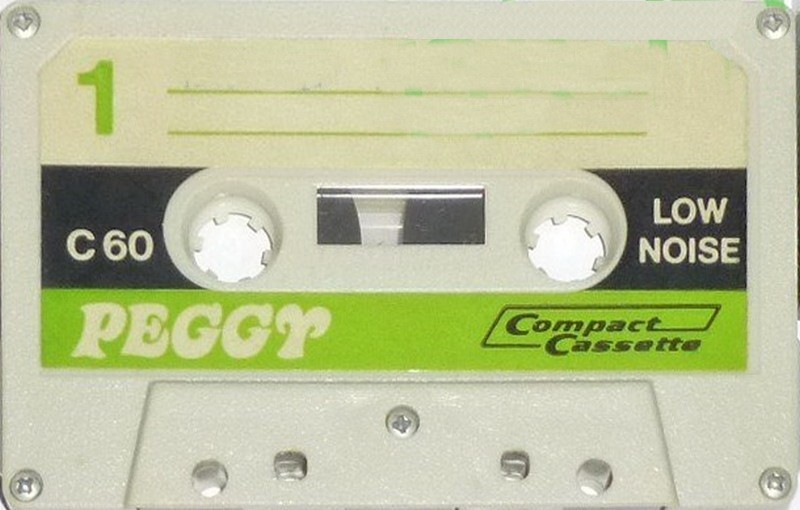 1
C 60
LOW
NOISE
PEGGY
Compact
Cassette